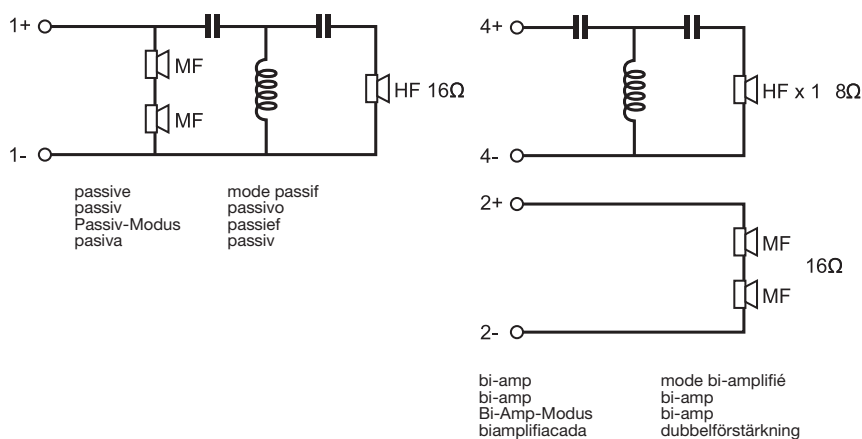 1+
MF
MF
HF 16Ω
1-
passive mode passif
passiv passivo
Passiv-Modus passief
pasiva passiv
4+
HF x 1 8Ω
4-
2+
MF
16Ω
MF
2-
bi-amp mode bi-amplifié
bi-amp bi-amp
Bi-Amp-Modus bi-amp
biamplifiacada dubbelförstärkning